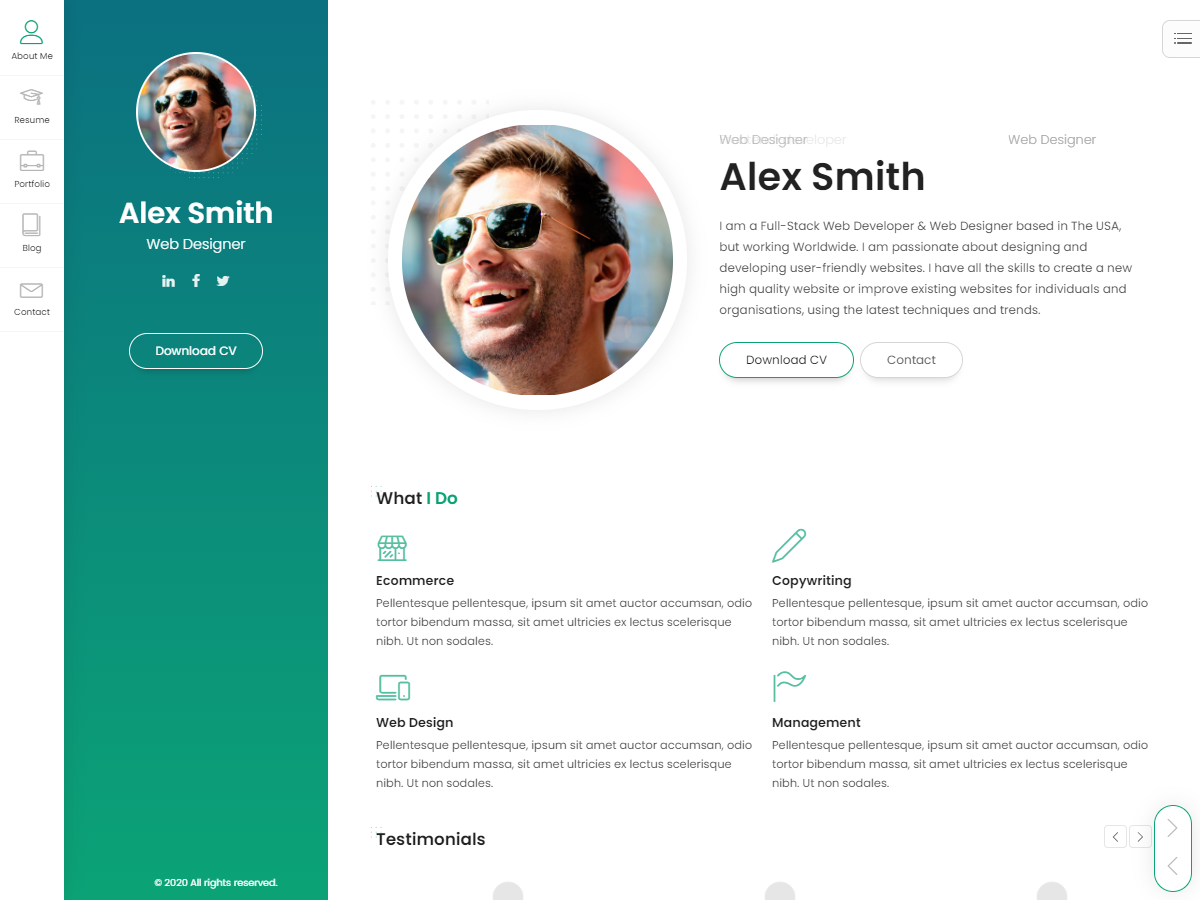 About Me
Resume
Portfolio
Blog
Contact
Alex Smith
Web Designer
Download CV
© 2020 All rights reserved.
Web Designer
Web Designer
Alex Smith
I am a Full-Stack Web Developer & Web Designer based in The USA,
but working Worldwide. I am passionate about designing and
developing user-friendly websites. I have all the skills to create a new
high quality website or improve existing websites for individuals and
organisations, using the latest techniques and trends.
Download CV
Contact
What I Do
Ecommerce
Pellentesque pellentesque, ipsum sit amet auctor accumsan, odio
tortor bibendum massa, sit amet ultricies ex lectus scelerisque
nibh. Ut non sodales.
Copywriting
Pellentesque pellentesque, ipsum sit amet auctor accumsan, odio
tortor bibendum massa, sit amet ultricies ex lectus scelerisque
nibh. Ut non sodales.
Web Design
Pellentesque pellentesque, ipsum sit amet auctor accumsan, odio
tortor bibendum massa, sit amet ultricies ex lectus scelerisque
nibh. Ut non sodales.
Management
Pellentesque pellentesque, ipsum sit amet auctor accumsan, odio
tortor bibendum massa, sit amet ultricies ex lectus scelerisque
nibh. Ut non sodales.
Testimonials